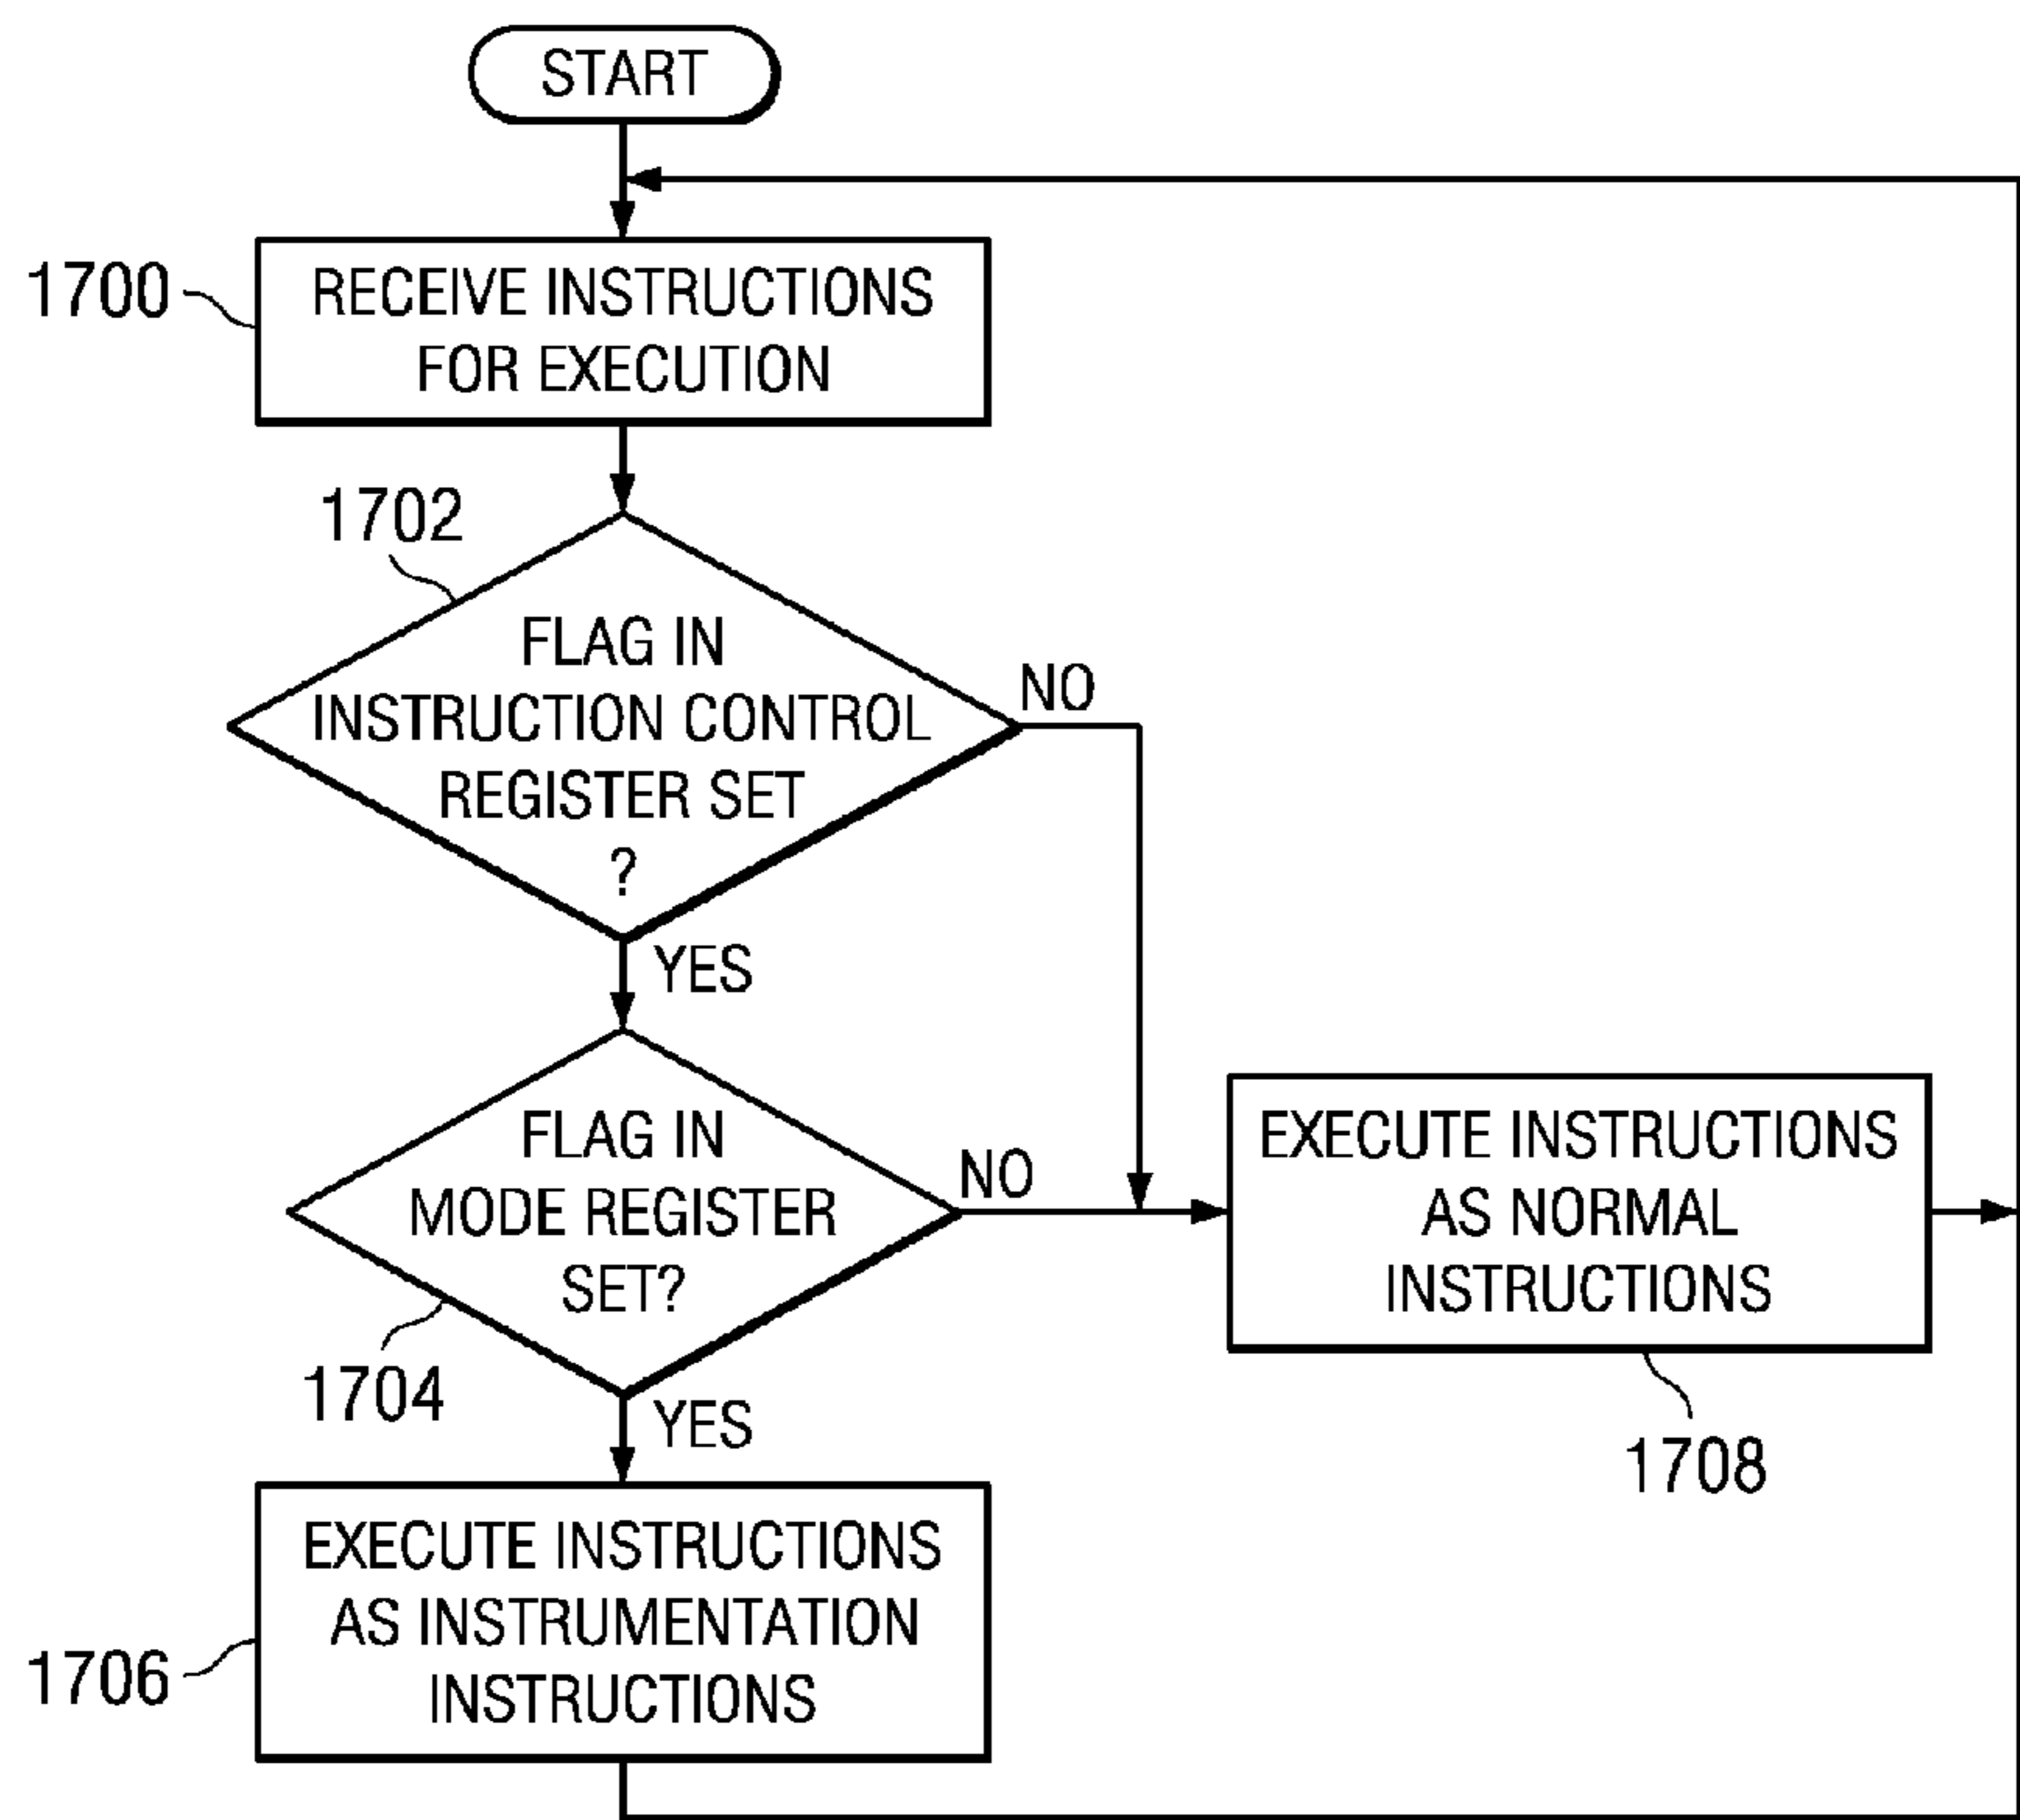 START
1700
RECEIVE INSTRUCTIONS
FOR EXECUTION
1702
FLAG IN
INSTRUCTION CONTROL
REGISTER SET
?
NO
YES
FLAG IN
MODE REGISTER
SET?
NO
1704
YES
EXECUTE INSTRUCTIONS
AS NORMAL
INSTRUCTIONS
1708
EXECUTE INSTRUCTIONS
AS INSTRUMENTATION
INSTRUCTIONS
1706